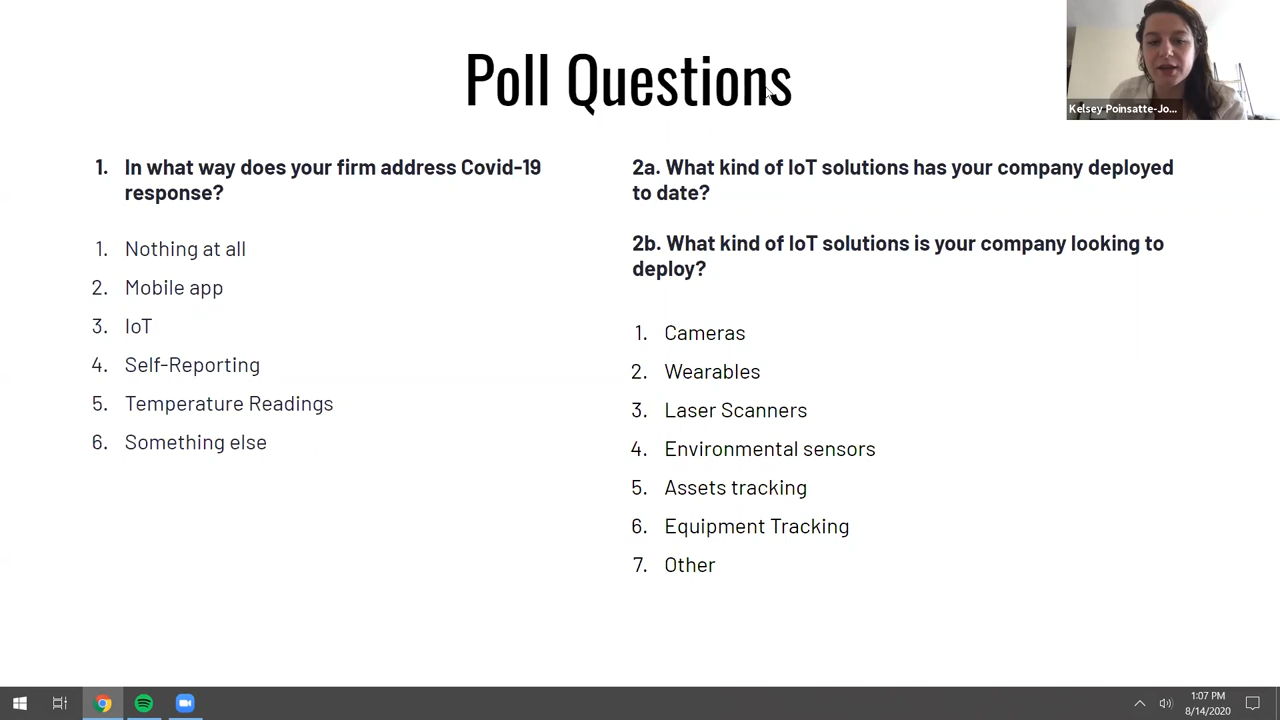 Poll Questions
Kelsey Poinsatte-Jo...
1. In what way does your firm address Covid-19
response?
1. Nothing at all
2. Mobile app
3. IoT
4. Self-Reporting
5. Temperature Readings
6. Something else
2a. What kind of IoT solutions has your company deployed
to date?
2b. What kind of IoT solutions is your company looking to
deploy?
1. Cameras
2. Wearables
3. Laser Scanners
4. Environmental sensors
5. Assets tracking
6. Equipment Tracking
7. Other
1:07 PM
8/14/2020